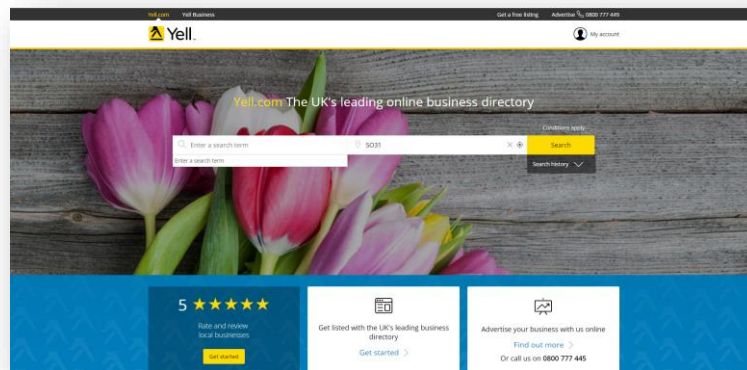 Yell.com Yell Business Get a free listing Advertise 0800 777 449
Yell
My account
Yell.com The UK's leading online business directory
Conditions apply
Enter a search term SO31 Search
Enter a search term
Search history
5
Rate and review
local businesses
Get started
Get listed with the UK's leading business
directory
Get started
Advertise your business with us online
Find out more
Or call us on 0800 777 445